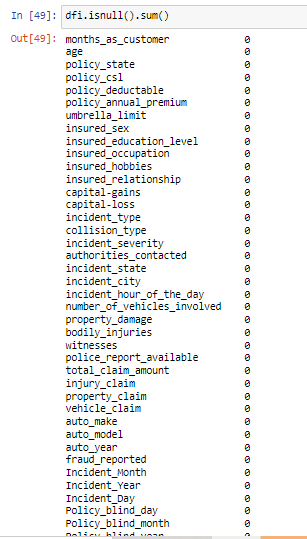 In [49]: dfi.isnull().sum()
Out[49]: months_as_customer 0
age 0
policy_state 0
policy_csl 0
policy_deductable 0
policy_annual_premium 0
umbrella_limit 0
insured_sex 0
insured_education_level 0
insured_occupation 0
insured_hobbies 0
insured_relationship 0
capital-gains 0
capital-loss 0
incident_type 0
collision_type 0
incident_severity 0
authorities_contacted 0
incident_state 0
incident_city 0
incident_hour_of_the_day 0
number_of_vehicles_involved 0
property_damage 0
bodily_injuries 0
witnesses 0
police_report_available 0
total_claim_amount 0
injury_claim 0
property_claim 0
vehicle_claim 0
auto_make 0
auto_model 0
auto_year 0
fraud_reported 0
Incident_Month 0
Incident_Year 0
Incident_Day 0
Policy_blind_day 0
Policy_blind_month 0
Policy_blind_year 0